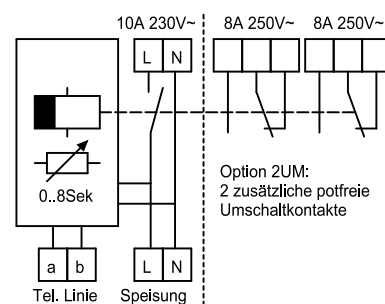 10A 230V~ 8A 250V~ 8A 250V~
L N
0..8Sek
Option 2UM:
2 zusätzliche potfreie
Umschaltkontakte
a b L N
Tel. Linie Speisung